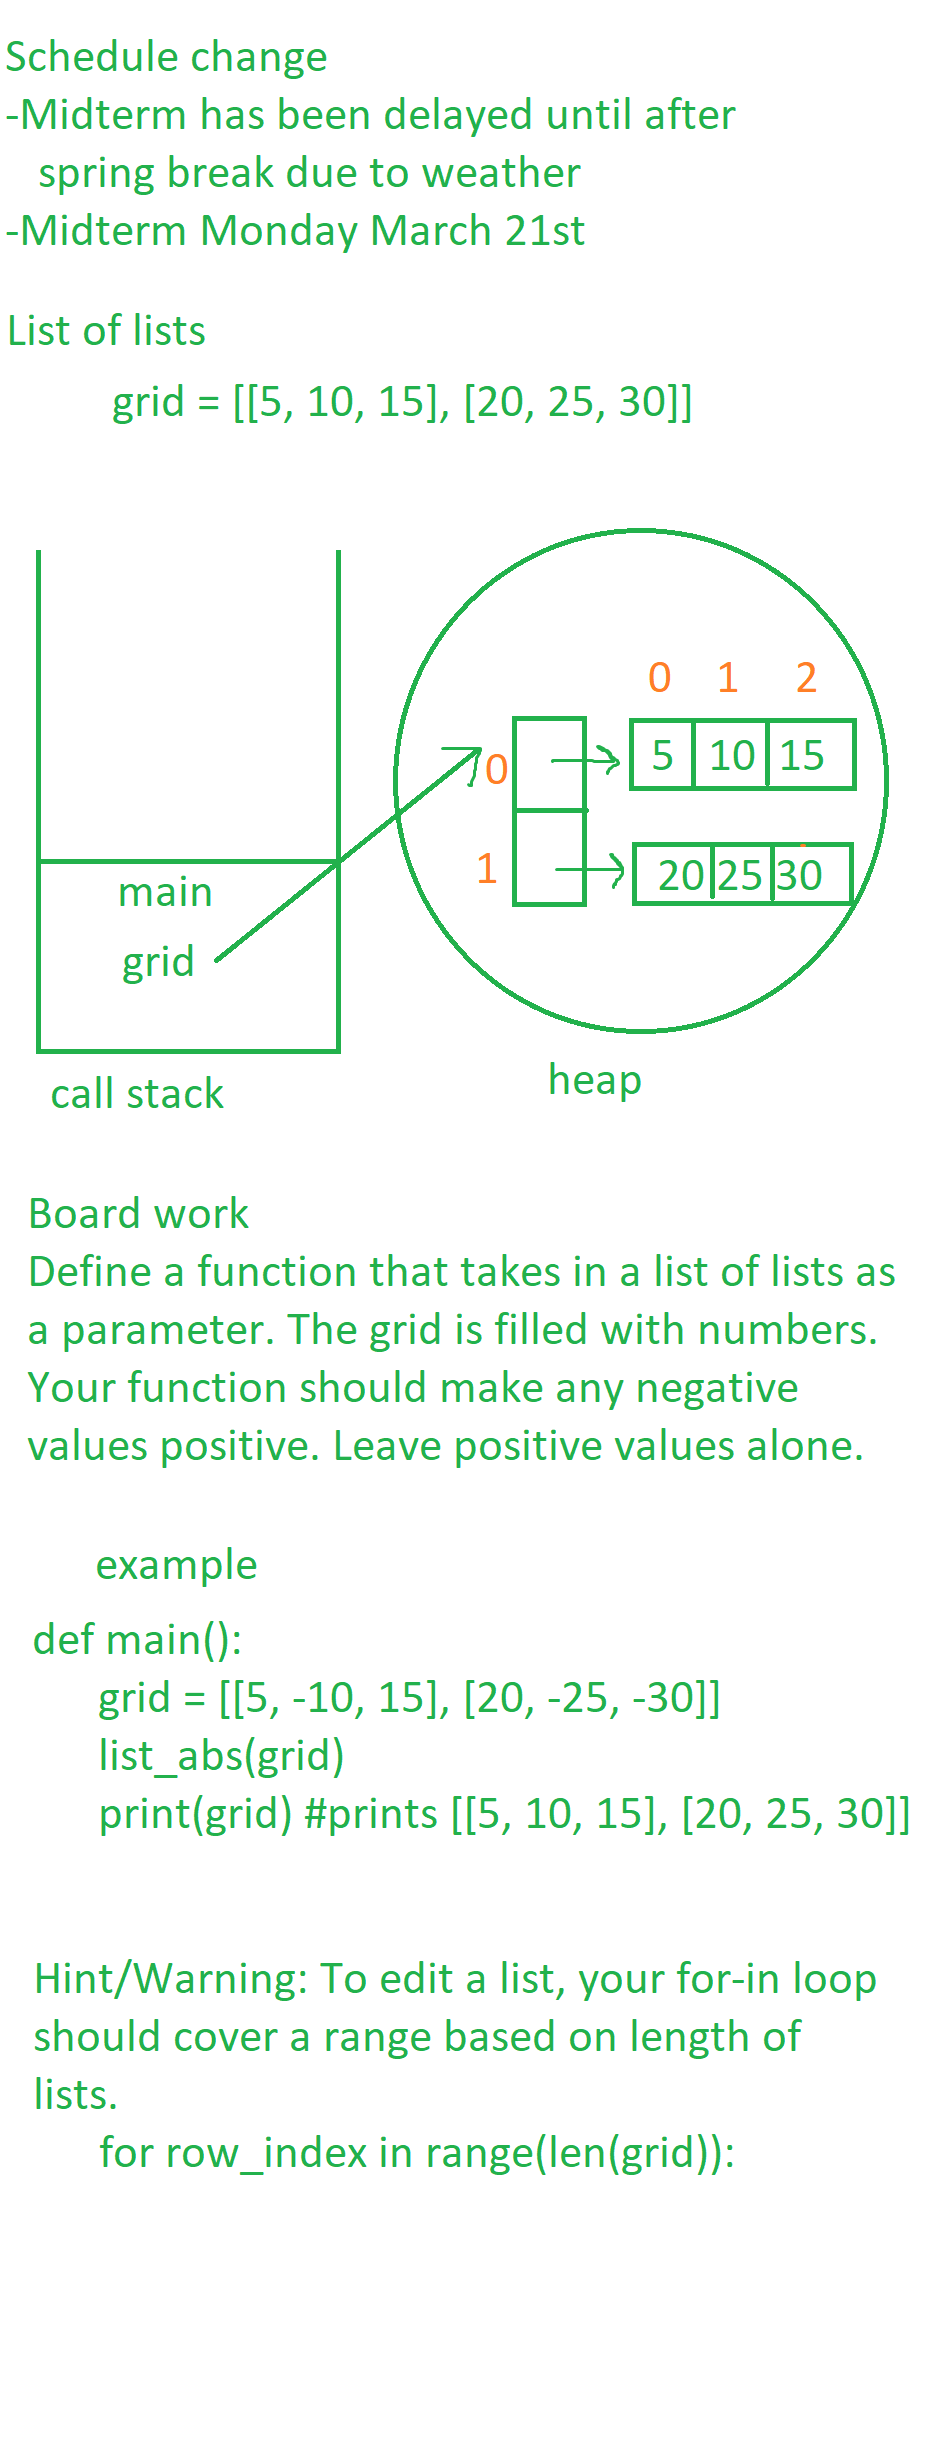 Schedule change
-Midterm has been delayed until after
spring break due to weather
-Midterm Monday March 21st
List of lists
grid = [[5, 10, 15], [20, 25, 30]]
0 1 2
0 5 10 15
1 20 25 30
main
grid
call stack
heap
Board work
Define a function that takes in a list of lists as
a parameter. The grid is filled with numbers.
Your function should make any negative
values positive. Leave positive values alone.
example
def main():
grid = [[5, -10, 15], [20, -25, -30]]
list_abs(grid)
print(grid) #prints [[5, 10, 15], [20, 25, 30]]
Hint/Warning: To edit a list, your for-in loop
should cover a range based on length of
lists.
for row_index in range(len(grid)):